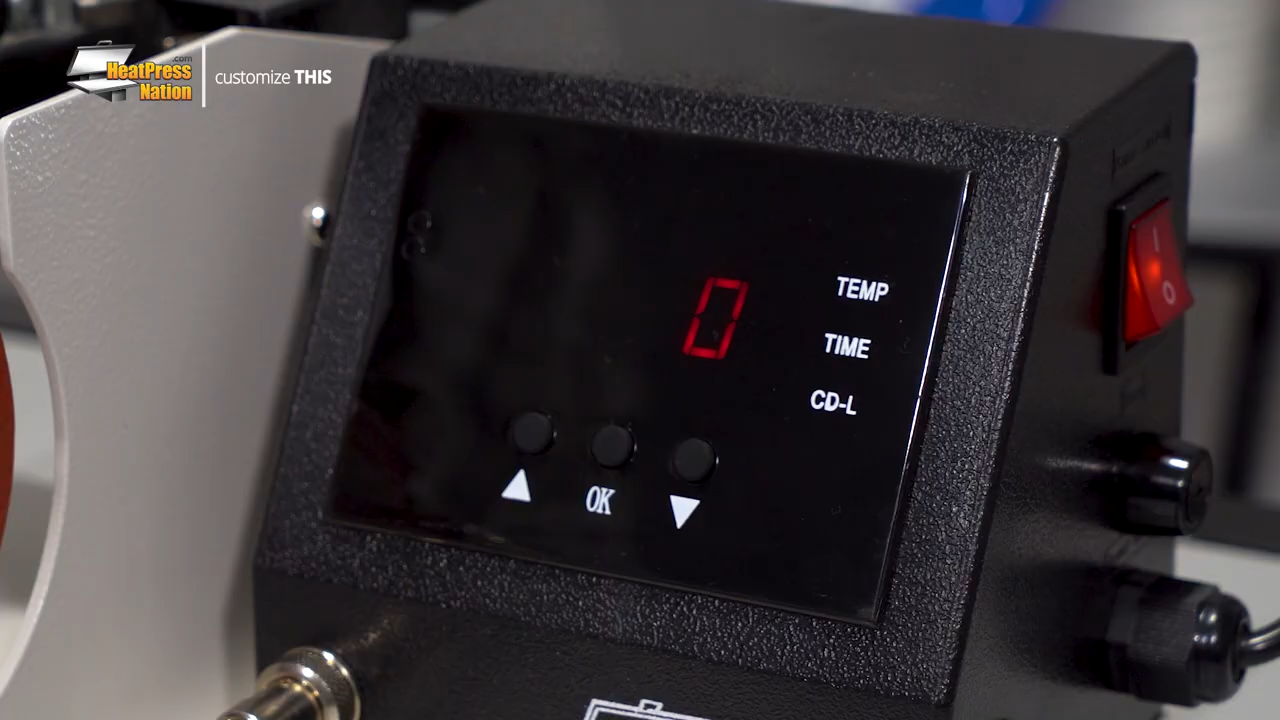 .com
HeatPress
Nation
customize THIS
0
TEMP
TIME
CD-L
OK